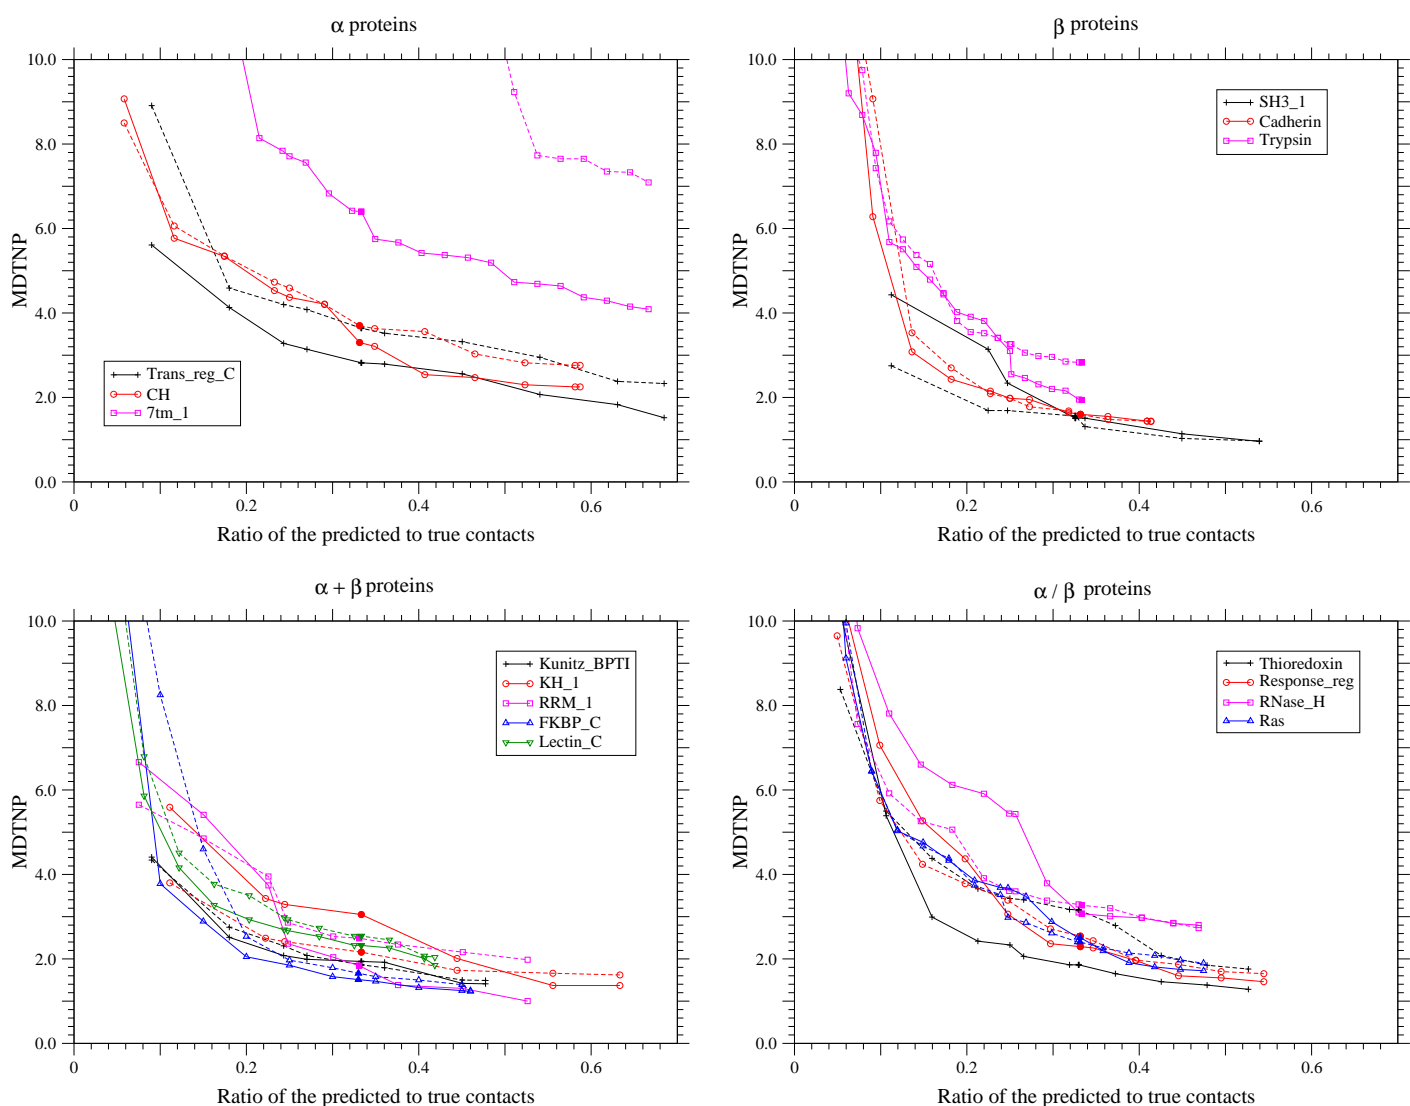 α proteins
10.0
8.0
6.0
4.0
2.0
0.0
MDTNP
Trans_reg_C
CH
7tm_1
0
0.2
0.4
0.6
Ratio of the predicted to true contacts
β proteins
10.0
8.0
6.0
4.0
2.0
0.0
MDTNP
SH3_1
Cadherin
Trypsin
0
0.2
0.4
0.6
Ratio of the predicted to true contacts
α + β proteins
10.0
8.0
6.0
4.0
2.0
0.0
MDTNP
Kunitz_BPTI
KH_1
RRM_1
FKBP_C
Lectin_C
0
0.2
0.4
0.6
Ratio of the predicted to true contacts
α / β proteins
10.0
8.0
6.0
4.0
2.0
0.0
MDTNP
Thioredoxin
Response_reg
RNase_H
Ras
0
0.2
0.4
0.6
Ratio of the predicted to true contacts